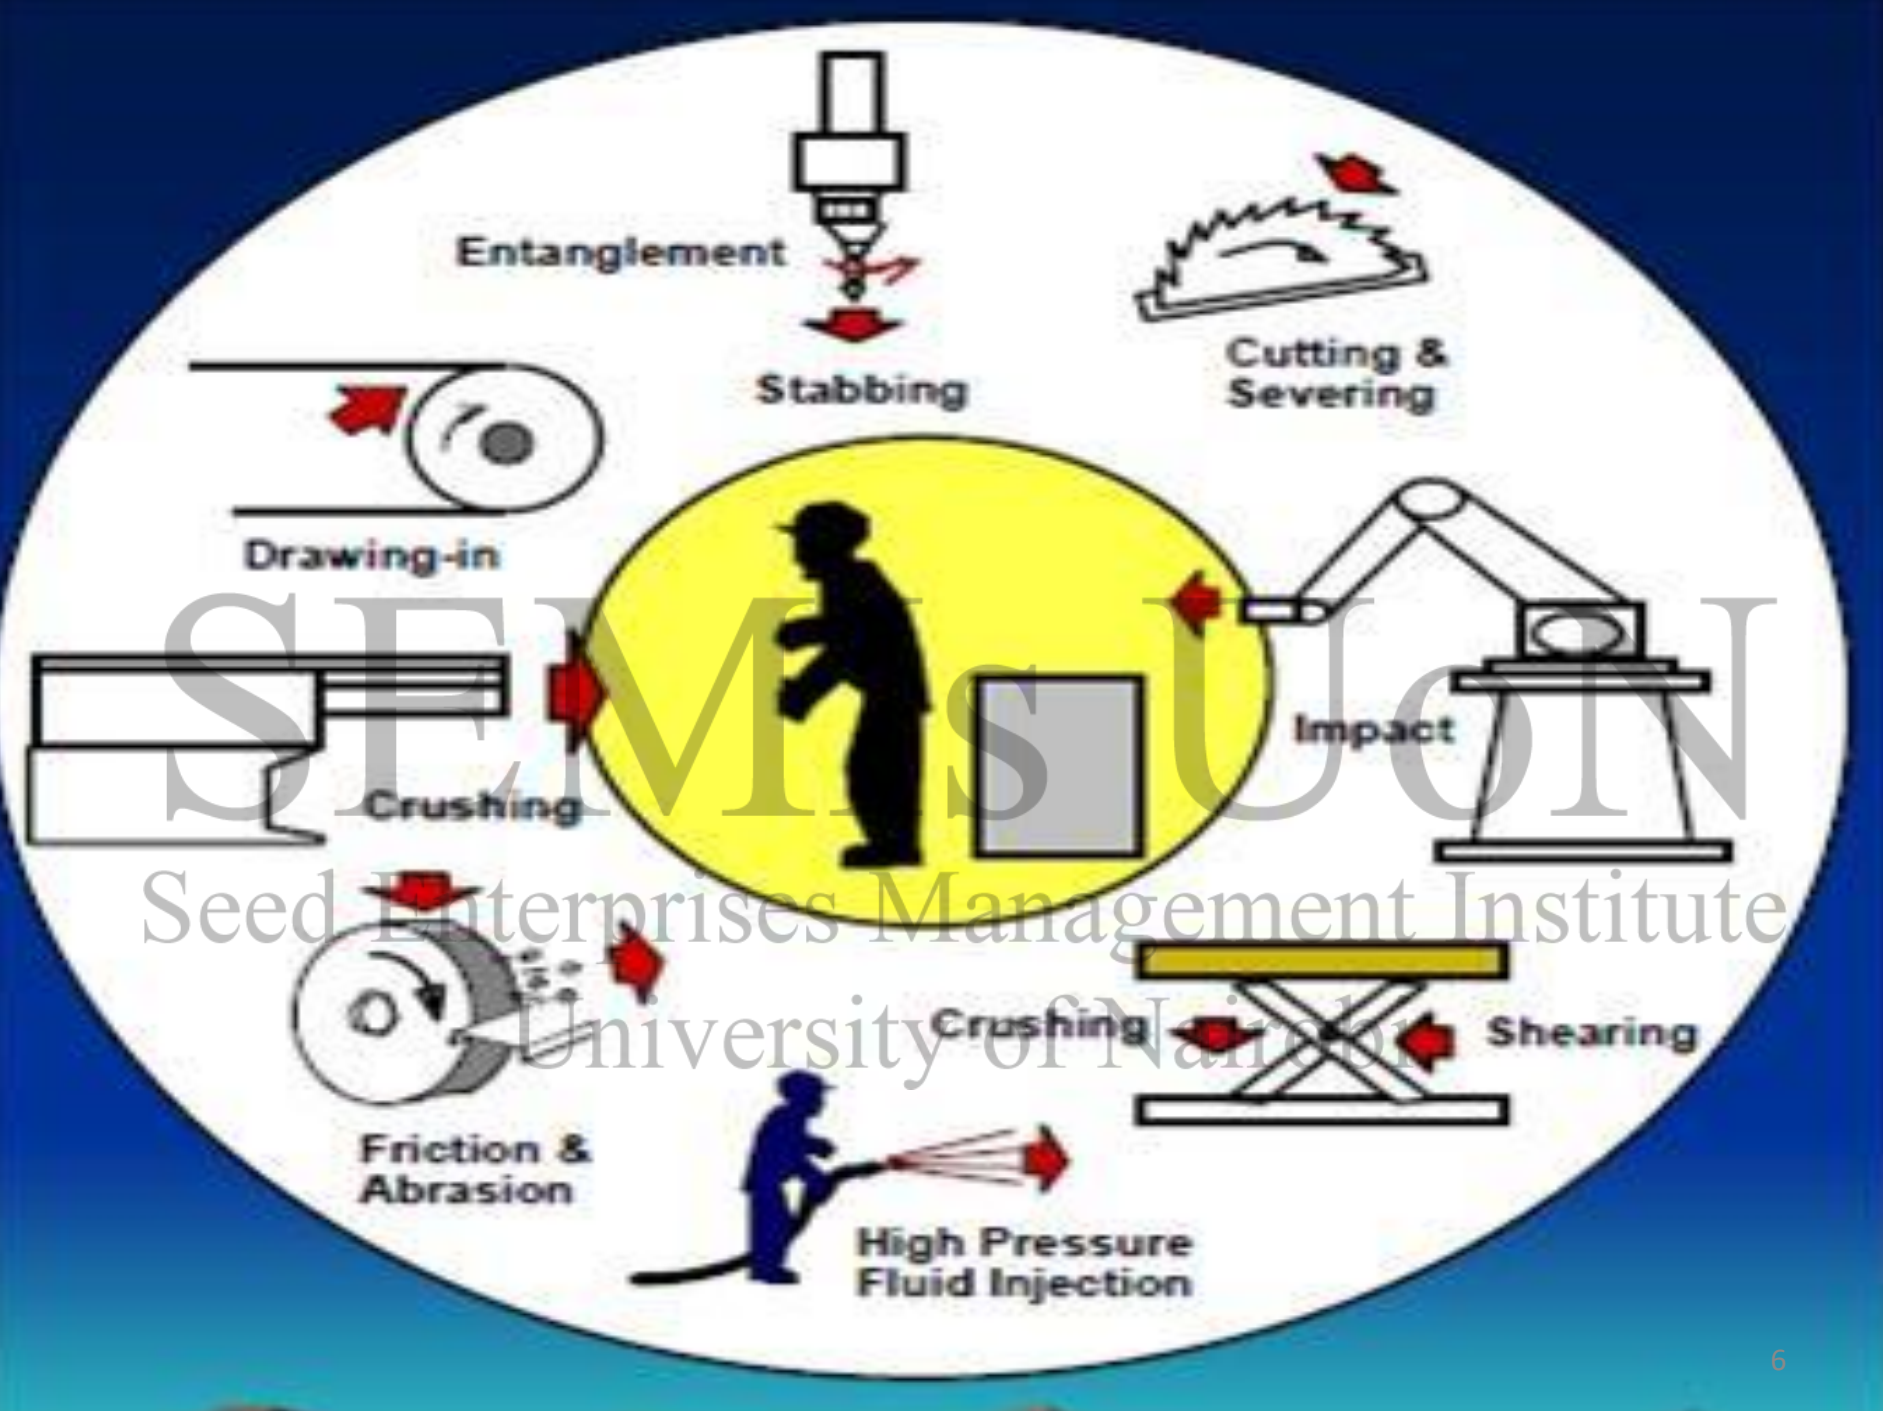 Entanglement
Stabbing
Cutting &
Severing
Drawing-in
SEMIs UoN
Impact
Crushing
Seed Enterprises Management Institute
University of Nairobi
Crushing
Shearing
Friction &
Abrasion
High Pressure
Fluid Injection
6